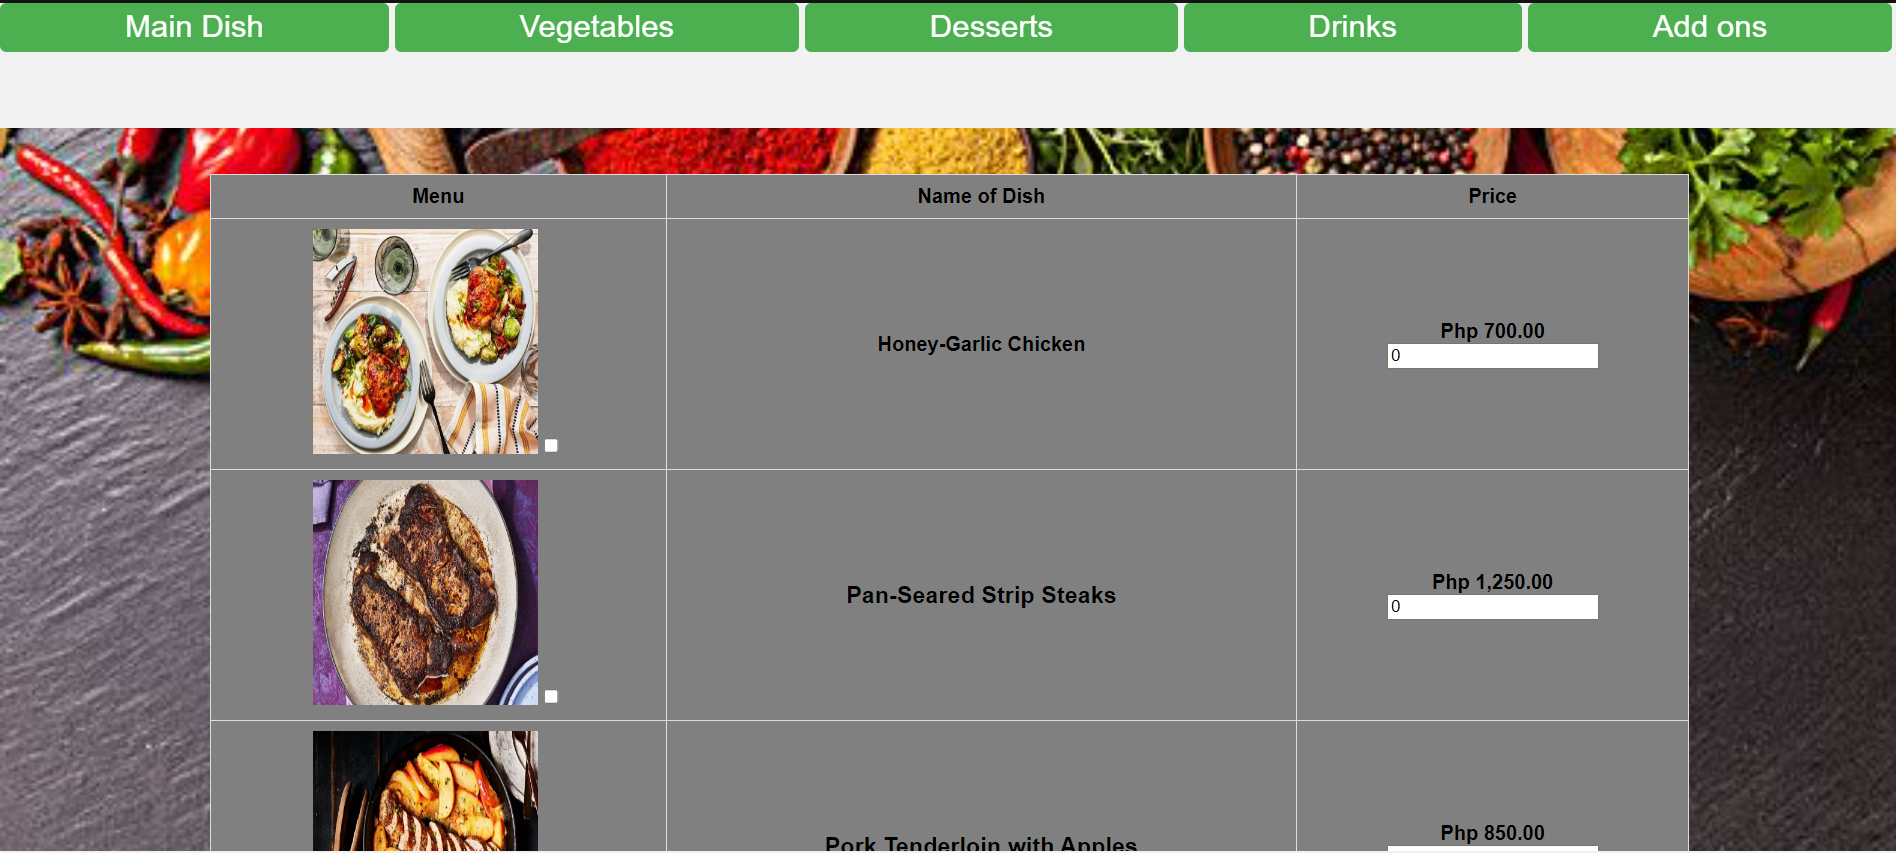 Main Dish Vegetables Desserts Drinks Add ons
Menu Name of Dish Price
Honey-Garlic Chicken
Php 700.00
0
Pan-Seared Strip Steaks
Php 1,250.00
0
Pork Tenderloin with Apples
Php 850.00